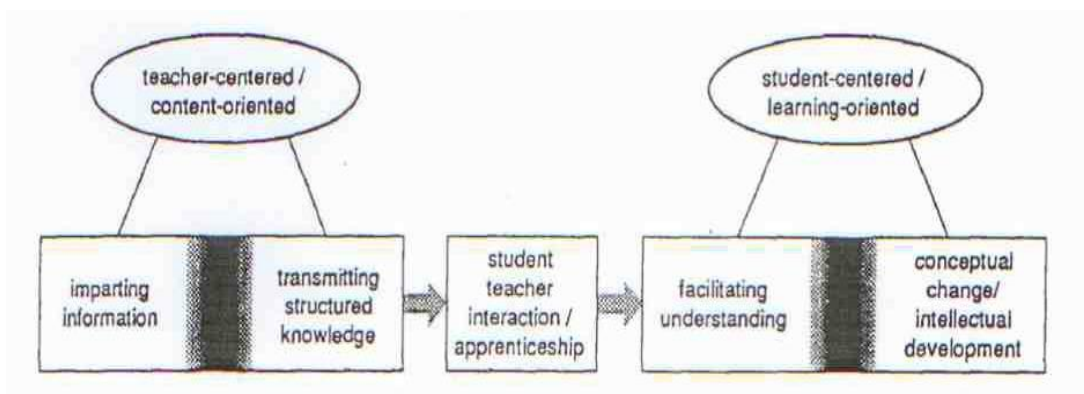 teacher-centered /
content-oriented
student-centered /
learning-oriented
imparting
information
transmitting
structured
knowledge
student
teacher
interaction /
apprenticeship
facilitating
understanding
conceptual
change/
intellectual
development